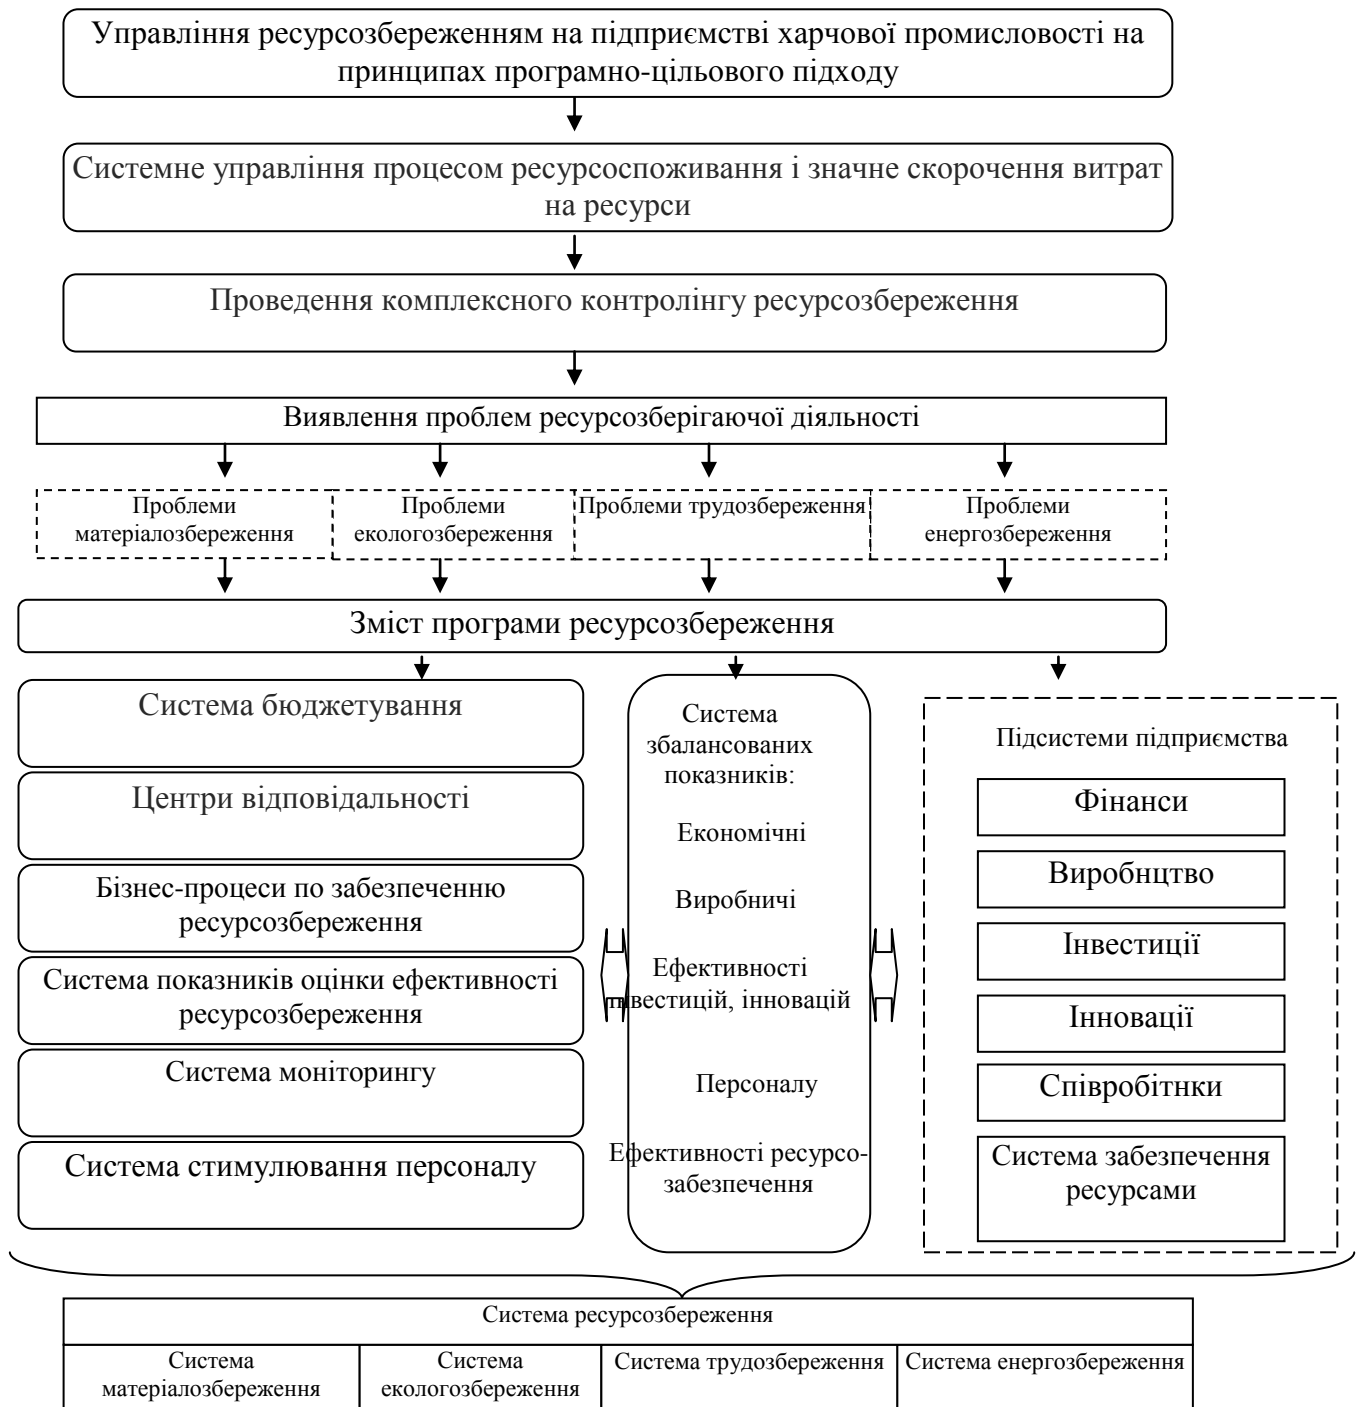 Управління ресурсозбереженням на підприємстві харчової промисловості на
принципах програмно-цільового підходу
Системне управління процесом ресурсоспоживання і значне скорочення витрат
на ресурси
Проведення комплексного контролінгу ресурсозбереження
Виявлення проблем ресурсозберігаючої діяльності
Проблеми
матеріалозбереження
Проблеми
екологозбереження
Проблеми трудозбереження
Проблеми
енергозбереження
Зміст програми ресурсозбереження
Система бюджетування
Центри відповідальності
Бізнес-процеси по забезпеченню
ресурсозбереження
Система показників оцінки ефективності
ресурсозбереження
Система моніторингу
Система стимулювання персоналу
Система
збалансованих
показників:
Економічні
Виробничі
Ефективності
інвестицій, інновацій
Персоналу
Ефективності ресурсо-
забезпечення
Підсистеми підприємства
Фінанси
Виробнцтво
Інвестиції
Інновації
Співробітнки
Система забезпечення
ресурсами
Система ресурсозбереження
Система
матеріалозбереження
Система
екологозбереження
Система трудозбереження
Система енергозбереження